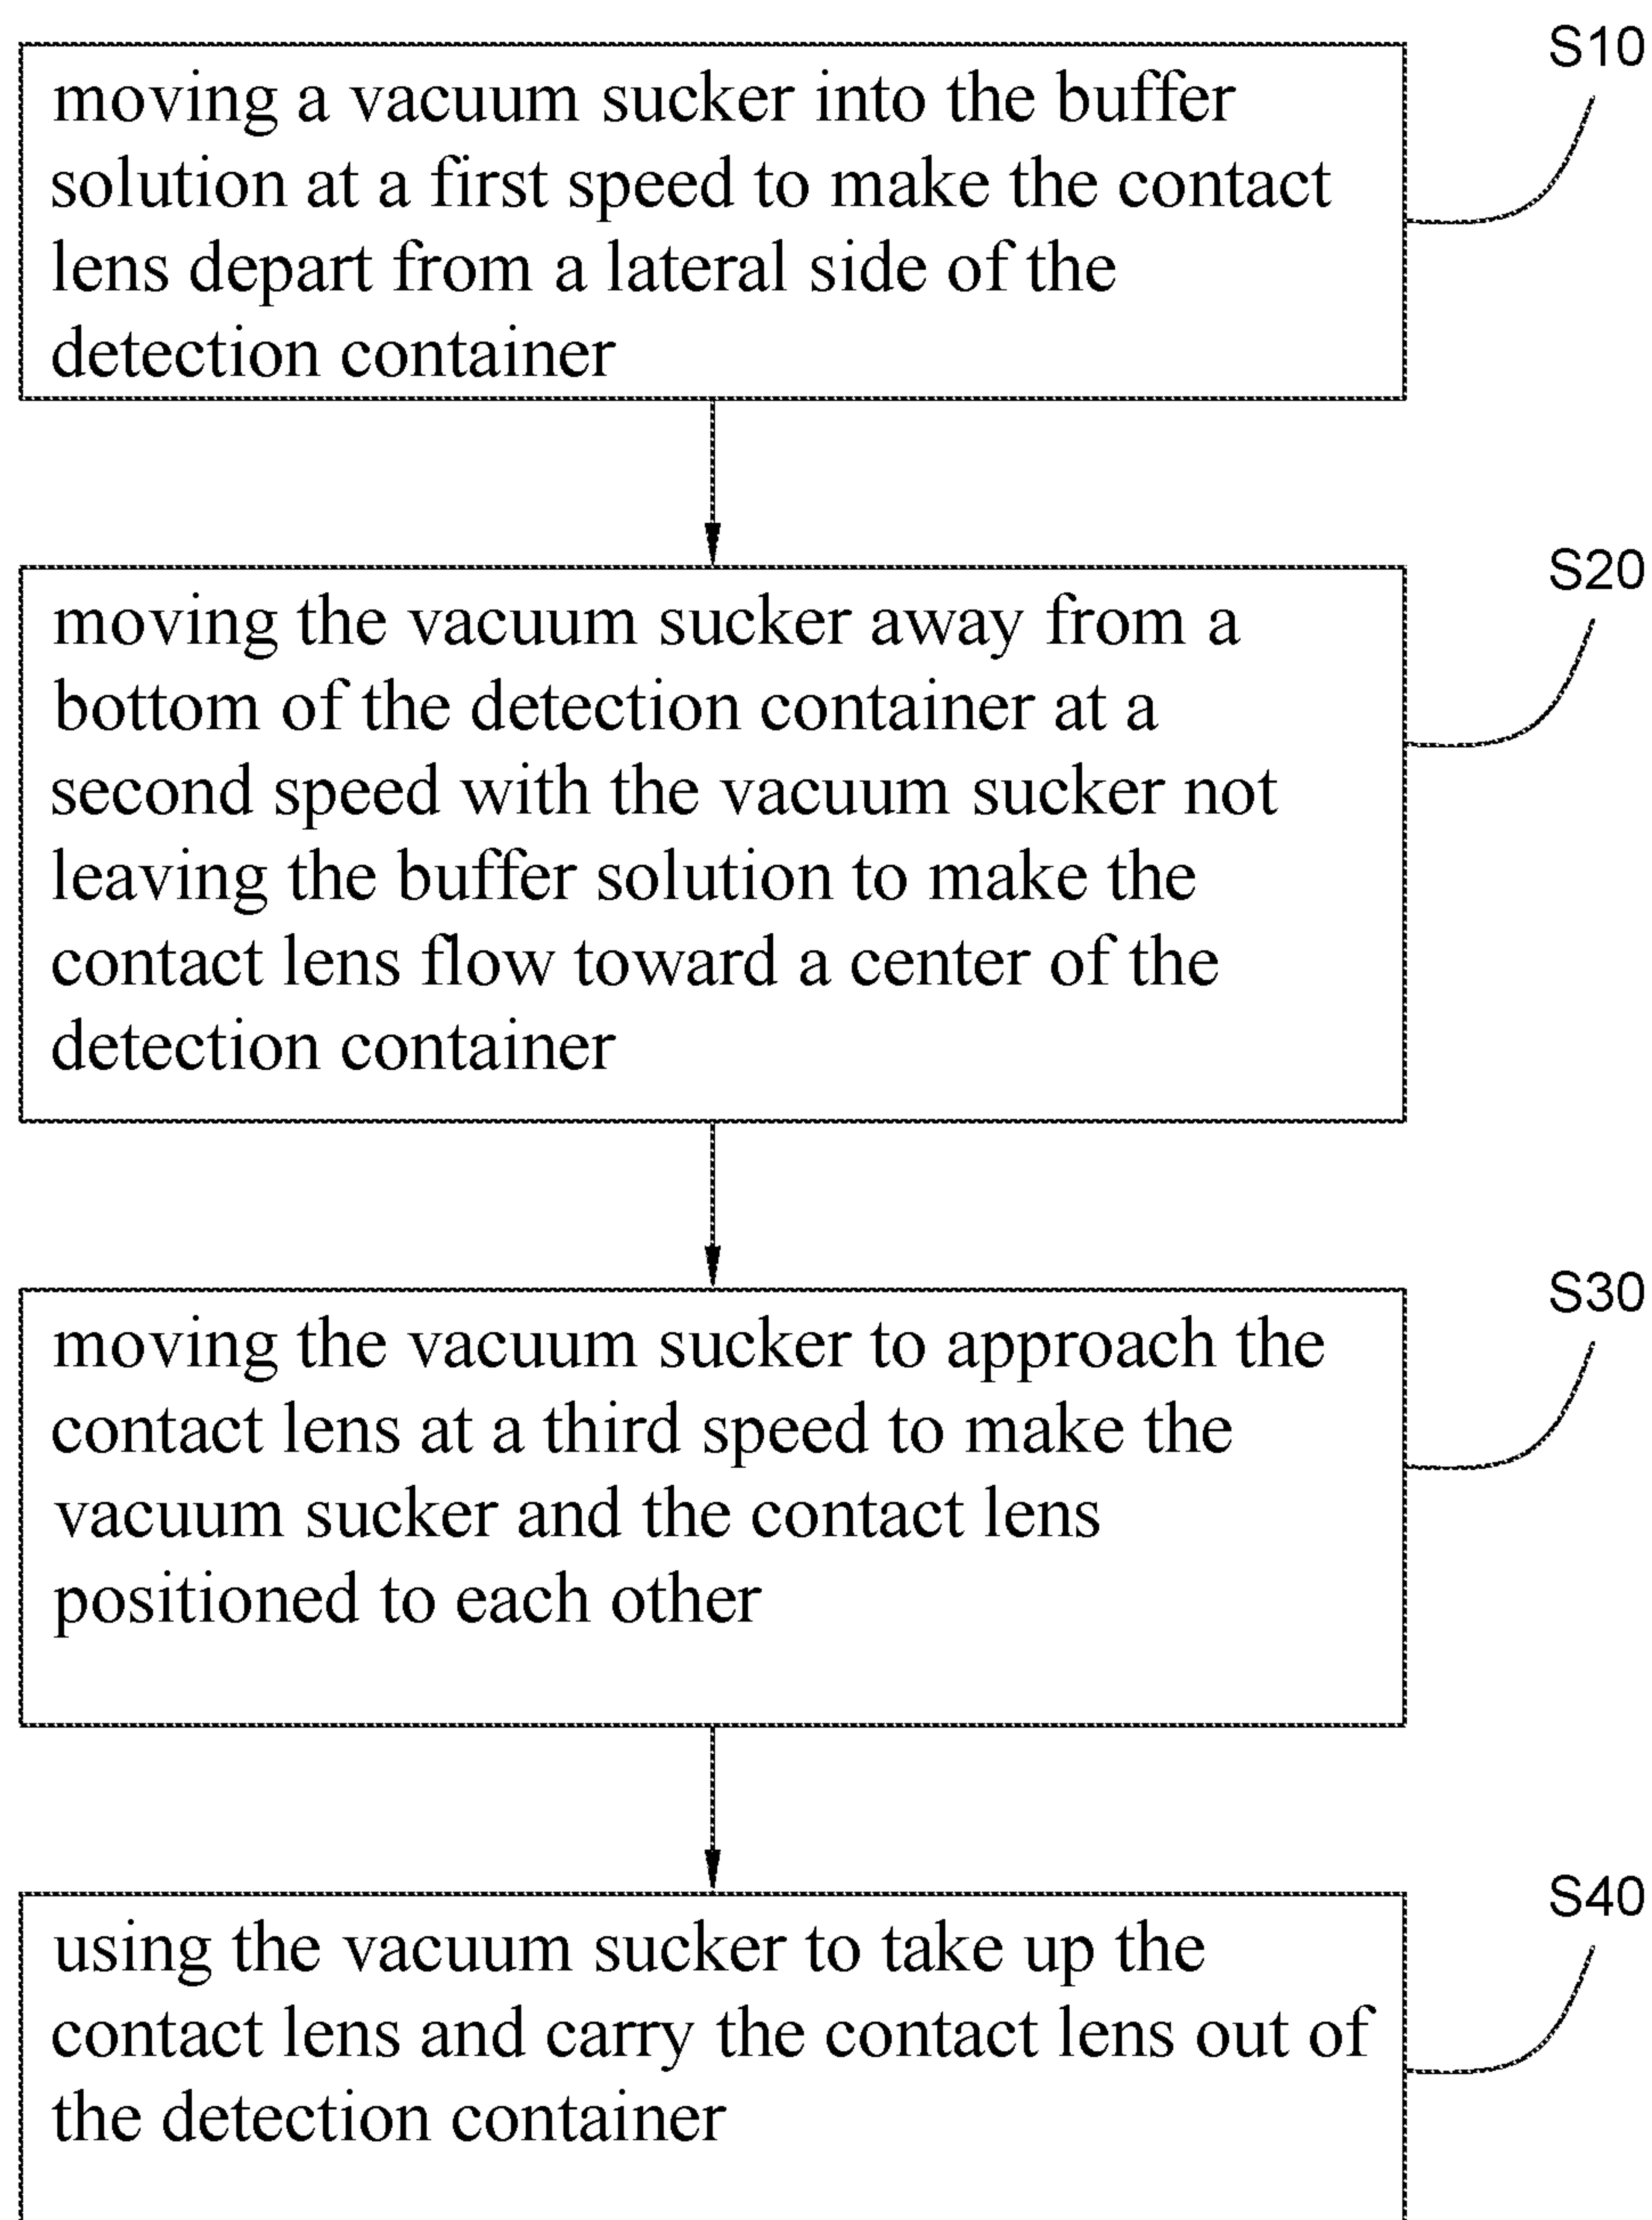 S10
moving a vacuum sucker into the buffer
solution at a first speed to make the contact
lens depart from a lateral side of the
detection container
S20
moving the vacuum sucker away from a
bottom of the detection container at a
second speed with the vacuum sucker not
leaving the buffer solution to make the
contact lens flow toward a center of the
detection container
S30
moving the vacuum sucker to approach the
contact lens at a third speed to make the
vacuum sucker and the contact lens
positioned to each other
S40
using the vacuum sucker to take up the
contact lens and carry the contact lens out of
the detection container